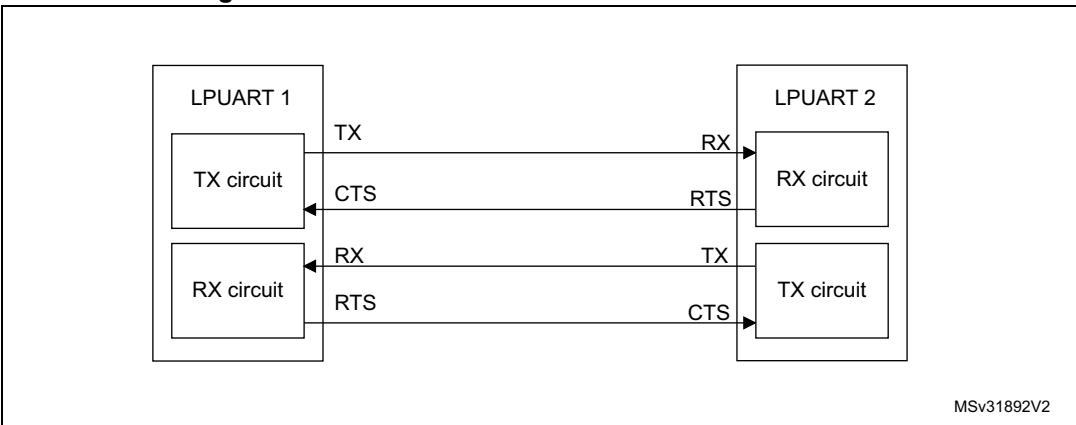 LPUART 1
LPUART 2
TX
RX
TX circuit
RX circuit
CTS
RTS
RX
TX
RX circuit
TX circuit
RTS
CTS
MSv31892V2